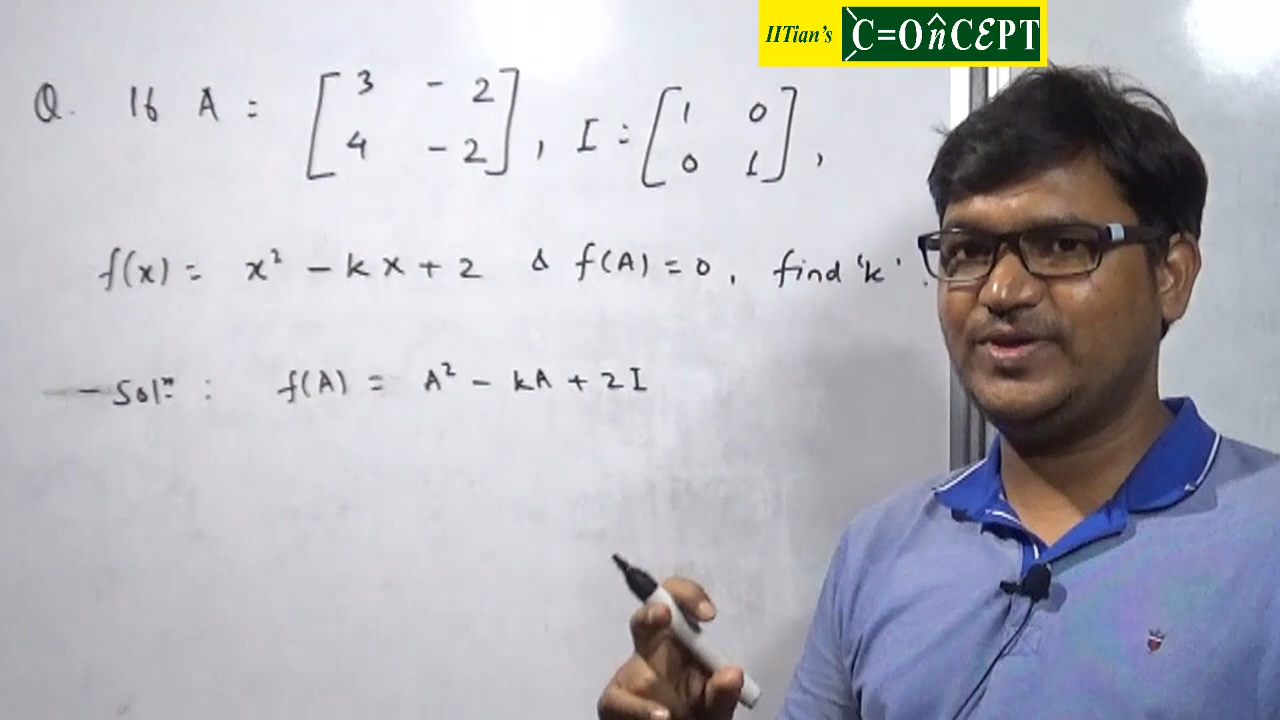 IITian's C=OnCEPT
Q. If A = [3 -2], I = [1 0],
[4 -2] [0 1]
f(x) = x² - kx + 2 & f(A) = 0, find 'k'.
Solⁿ: f(A) = A² - kA + 2I